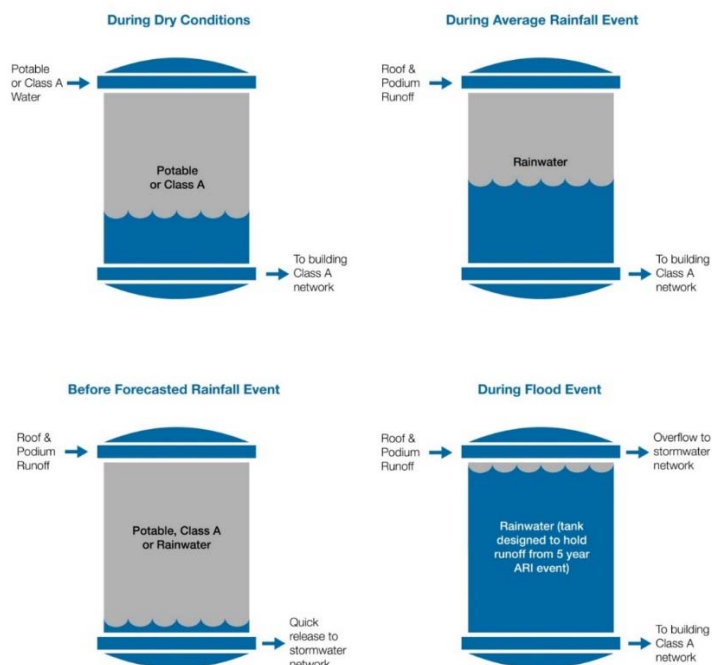 During Dry Conditions
Potable
or Class A
Water
Potable
or Class A
To building
Class A
network
During Average Rainfall Event
Roof &
Podium
Runoff
Rainwater
To building
Class A
network
Before Forecasted Rainfall Event
Roof &
Podium
Runoff
Potable, Class A
or Rainwater
Quick
release to
stormwater
network
During Flood Event
Roof &
Podium
Runoff
Overflow to
stormwater
network
Rainwater (tank
designed to hold
runoff from 5 year
ARI event)
To building
Class A
network